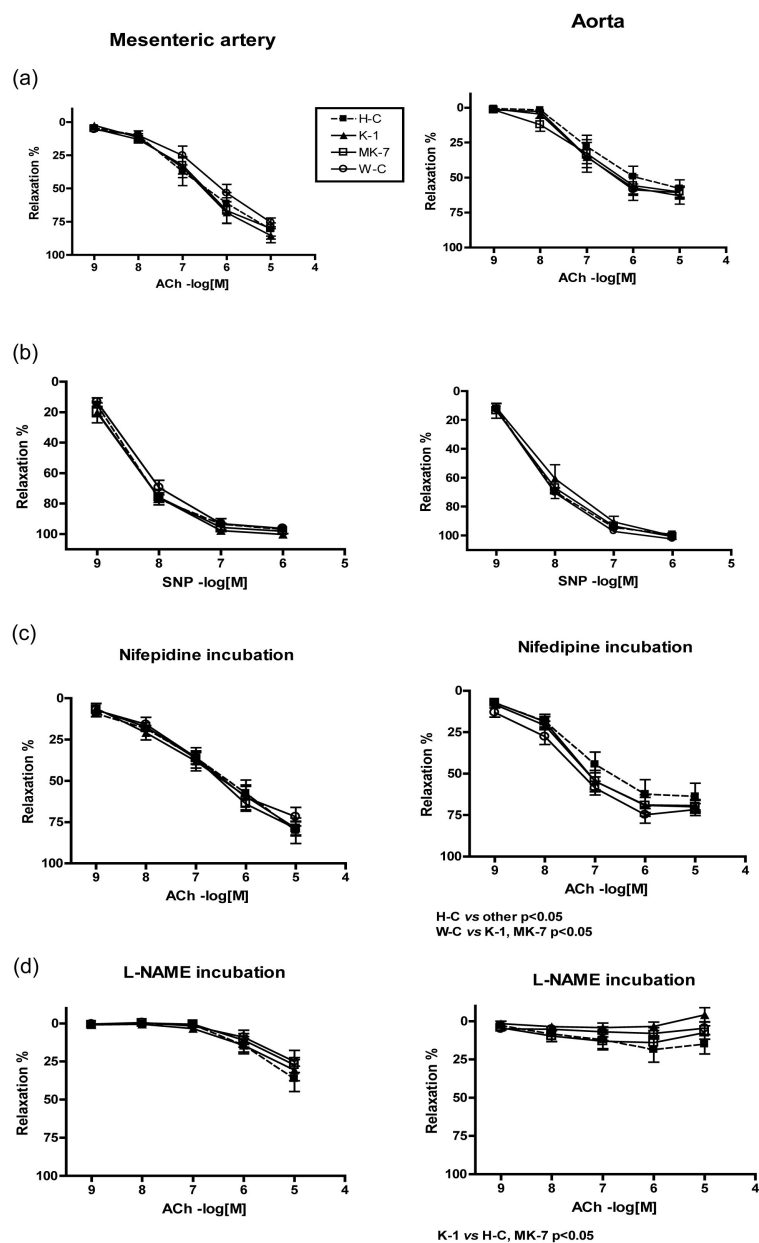 Mesenteric artery
Aorta
(a)
Relaxation %
0
25
50
75
100
9 8 7 6 5 4
ACh -log[M]
H-C
K-1
MK-7
W-C
Relaxation %
0
25
50
75
100
9 8 7 6 5 4
ACh -log[M]
(b)
Relaxation %
0
20
40
60
80
100
9 8 7 6 5
SNP -log[M]
Relaxation %
0
20
40
60
80
100
9 8 7 6 5
SNP -log[M]
(c)
Nifepidine incubation
Relaxation %
0
25
50
75
100
9 8 7 6 5 4
ACh -log[M]
Nifedipine incubation
Relaxation %
0
25
50
75
100
9 8 7 6 5 4
ACh -log[M]
H-C vs other p<0.05
W-C vs K-1, MK-7 p<0.05
(d)
L-NAME incubation
Relaxation %
0
25
50
75
100
9 8 7 6 5 4
ACh -log[M]
L-NAME incubation
Relaxation %
0
25
50
75
100
9 8 7 6 5 4
ACh -log[M]
K-1 vs H-C, MK-7 p<0.05